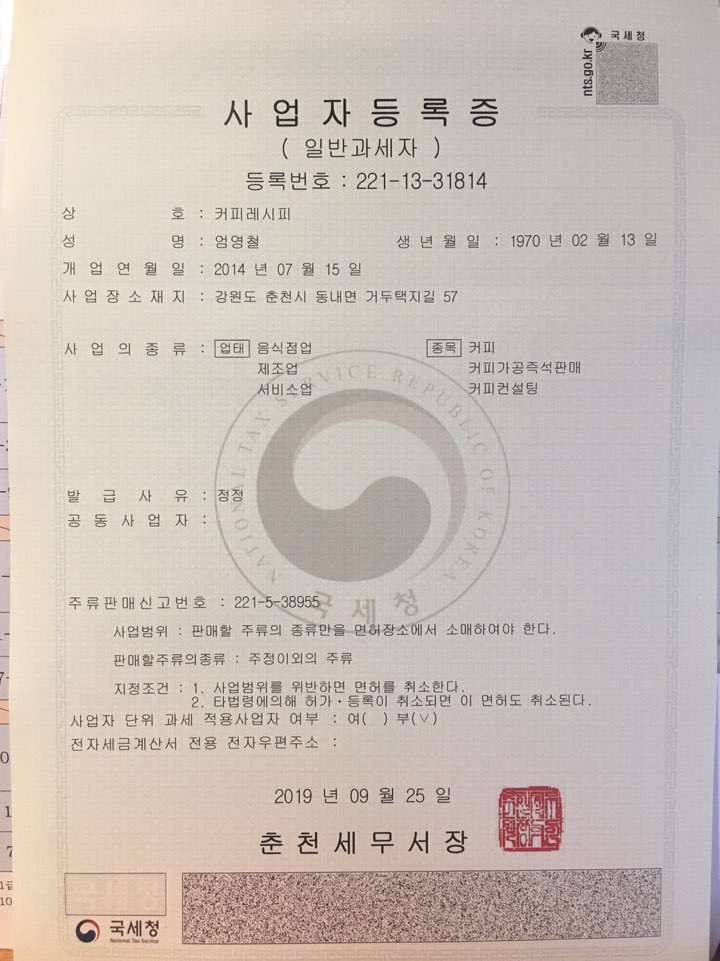 국세청
nts.go.kr
사업자등록증
( 일반과세자 )
등록번호 : 221-13-31814
상 호 : 커피레시피
성 명 : 엄영철 생 년 월 일 : 1970 년 02 월 13 일
개 업 연 월 일 : 2014 년 07 월 15 일
사 업 장 소 재 지 : 강원도 춘천시 동내면 거두택지길 57
사 업 의 종 류 : 업태 음식점업 종목 커피
제조업 커피가공즉석판매
서비스업 커피컨설팅
NATIONAL TAX SERVICE REPUBLIC OF KOREA
국세청
발 급 사 유 : 정정
공 동 사 업 자 :
주류판매신고번호 : 221-5-38955
사업범위 : 판매할 주류의 종류만을 면허장소에서 소매하여야 한다.
판매할주류의종류 : 주정이외의 주류
지정조건 : 1. 사업범위를 위반하면 면허를 취소한다.
2. 타법령에의해 허가·등록이 취소되면 이 면허도 취소된다.
사업자 단위 과세 적용사업자 여부 : 여( ) 부(∨)
전자세금계산서 전용 전자우편주소 :
2019 년 09 월 25 일
춘천세무서장
국세청
국세청
National Tax Service